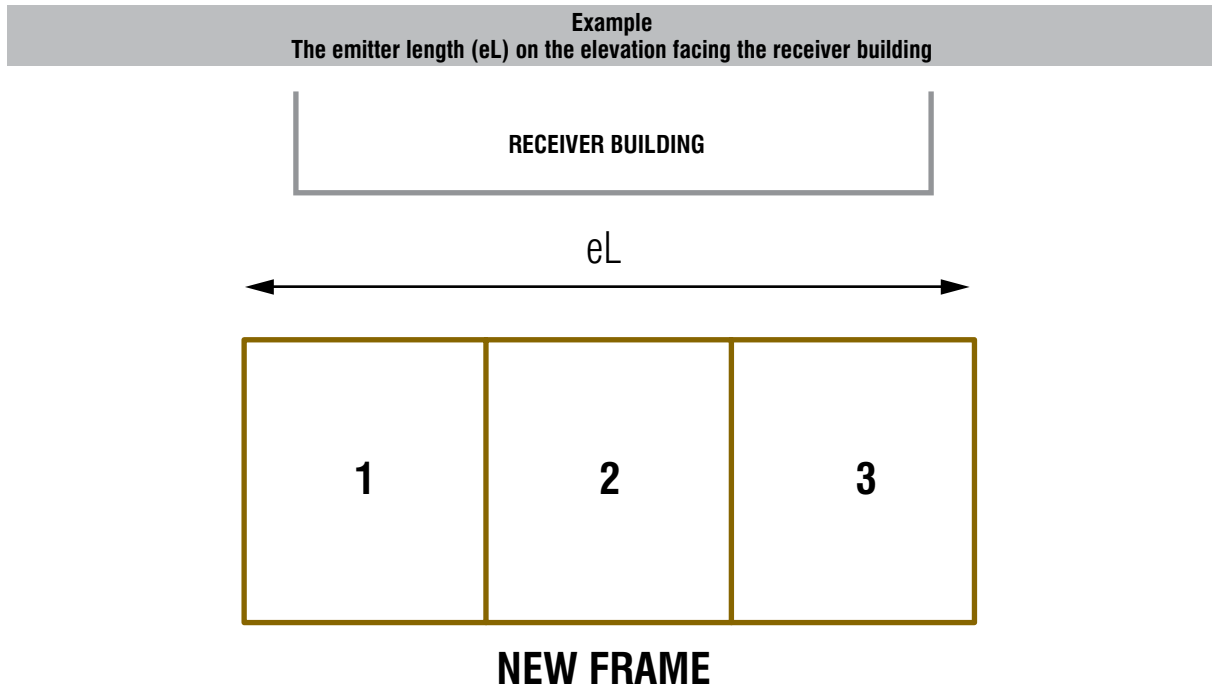 Example
The emitter length (eL) on the elevation facing the receiver building
RECEIVER BUILDING
eL
1 2 3
NEW FRAME